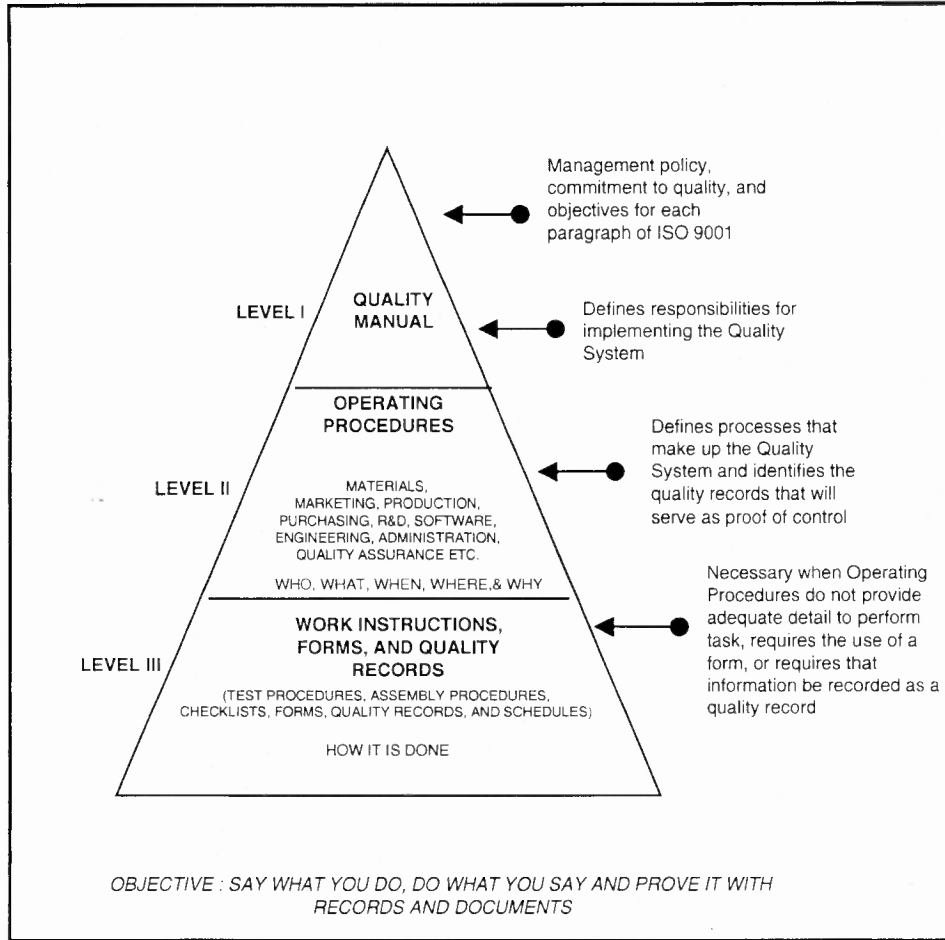 Management policy,
commitment to quality, and
objectives for each
paragraph of ISO 9001
LEVEL I
QUALITY
MANUAL
Defines responsibilities for
implementing the Quality
System
OPERATING
PROCEDURES
Defines processes that
make up the Quality
System and identifies the
quality records that will
serve as proof of control
LEVEL II
MATERIALS,
MARKETING, PRODUCTION,
PURCHASING, R&D, SOFTWARE,
ENGINEERING, ADMINISTRATION,
QUALITY ASSURANCE ETC.
WHO, WHAT, WHEN, WHERE,& WHY
Necessary when Operating
Procedures do not provide
adequate detail to perform
task, requires the use of a
form, or requires that
information be recorded as a
quality record
LEVEL III
WORK INSTRUCTIONS,
FORMS, AND QUALITY
RECORDS
(TEST PROCEDURES, ASSEMBLY PROCEDURES,
CHECKLISTS, FORMS, QUALITY RECORDS, AND SCHEDULES)
HOW IT IS DONE
OBJECTIVE : SAY WHAT YOU DO, DO WHAT YOU SAY AND PROVE IT WITH
RECORDS AND DOCUMENTS